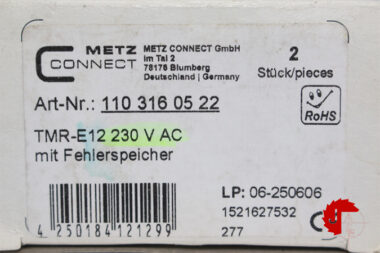 METZ CONNECT
METZ CONNECT GmbH
Im Tal 2
78176 Blumberg
Deutschland | Germany
2
Stück/pieces
Art-Nr.: 110 316 05 22
RoHS
TMR-E12 230 V AC
mit Fehlerspeicher
LP: 06-250606
1521627532
277
4 250184 121299
CE